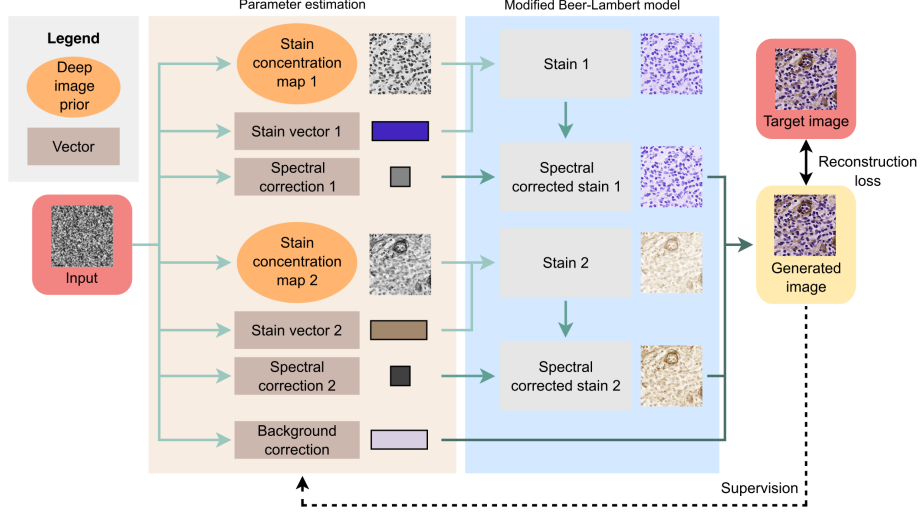 Parameter estimation
Modified Beer-Lambert model
Legend
Deep
image
prior
Vector
Input
Stain
concentration
map 1
Stain vector 1
Spectral
correction 1
Stain
concentration
map 2
Stain vector 2
Spectral
correction 2
Background
correction
Stain 1
Spectral
corrected stain 1
Stain 2
Spectral
corrected stain 2
Target image
Reconstruction
loss
Generated
image
Supervision